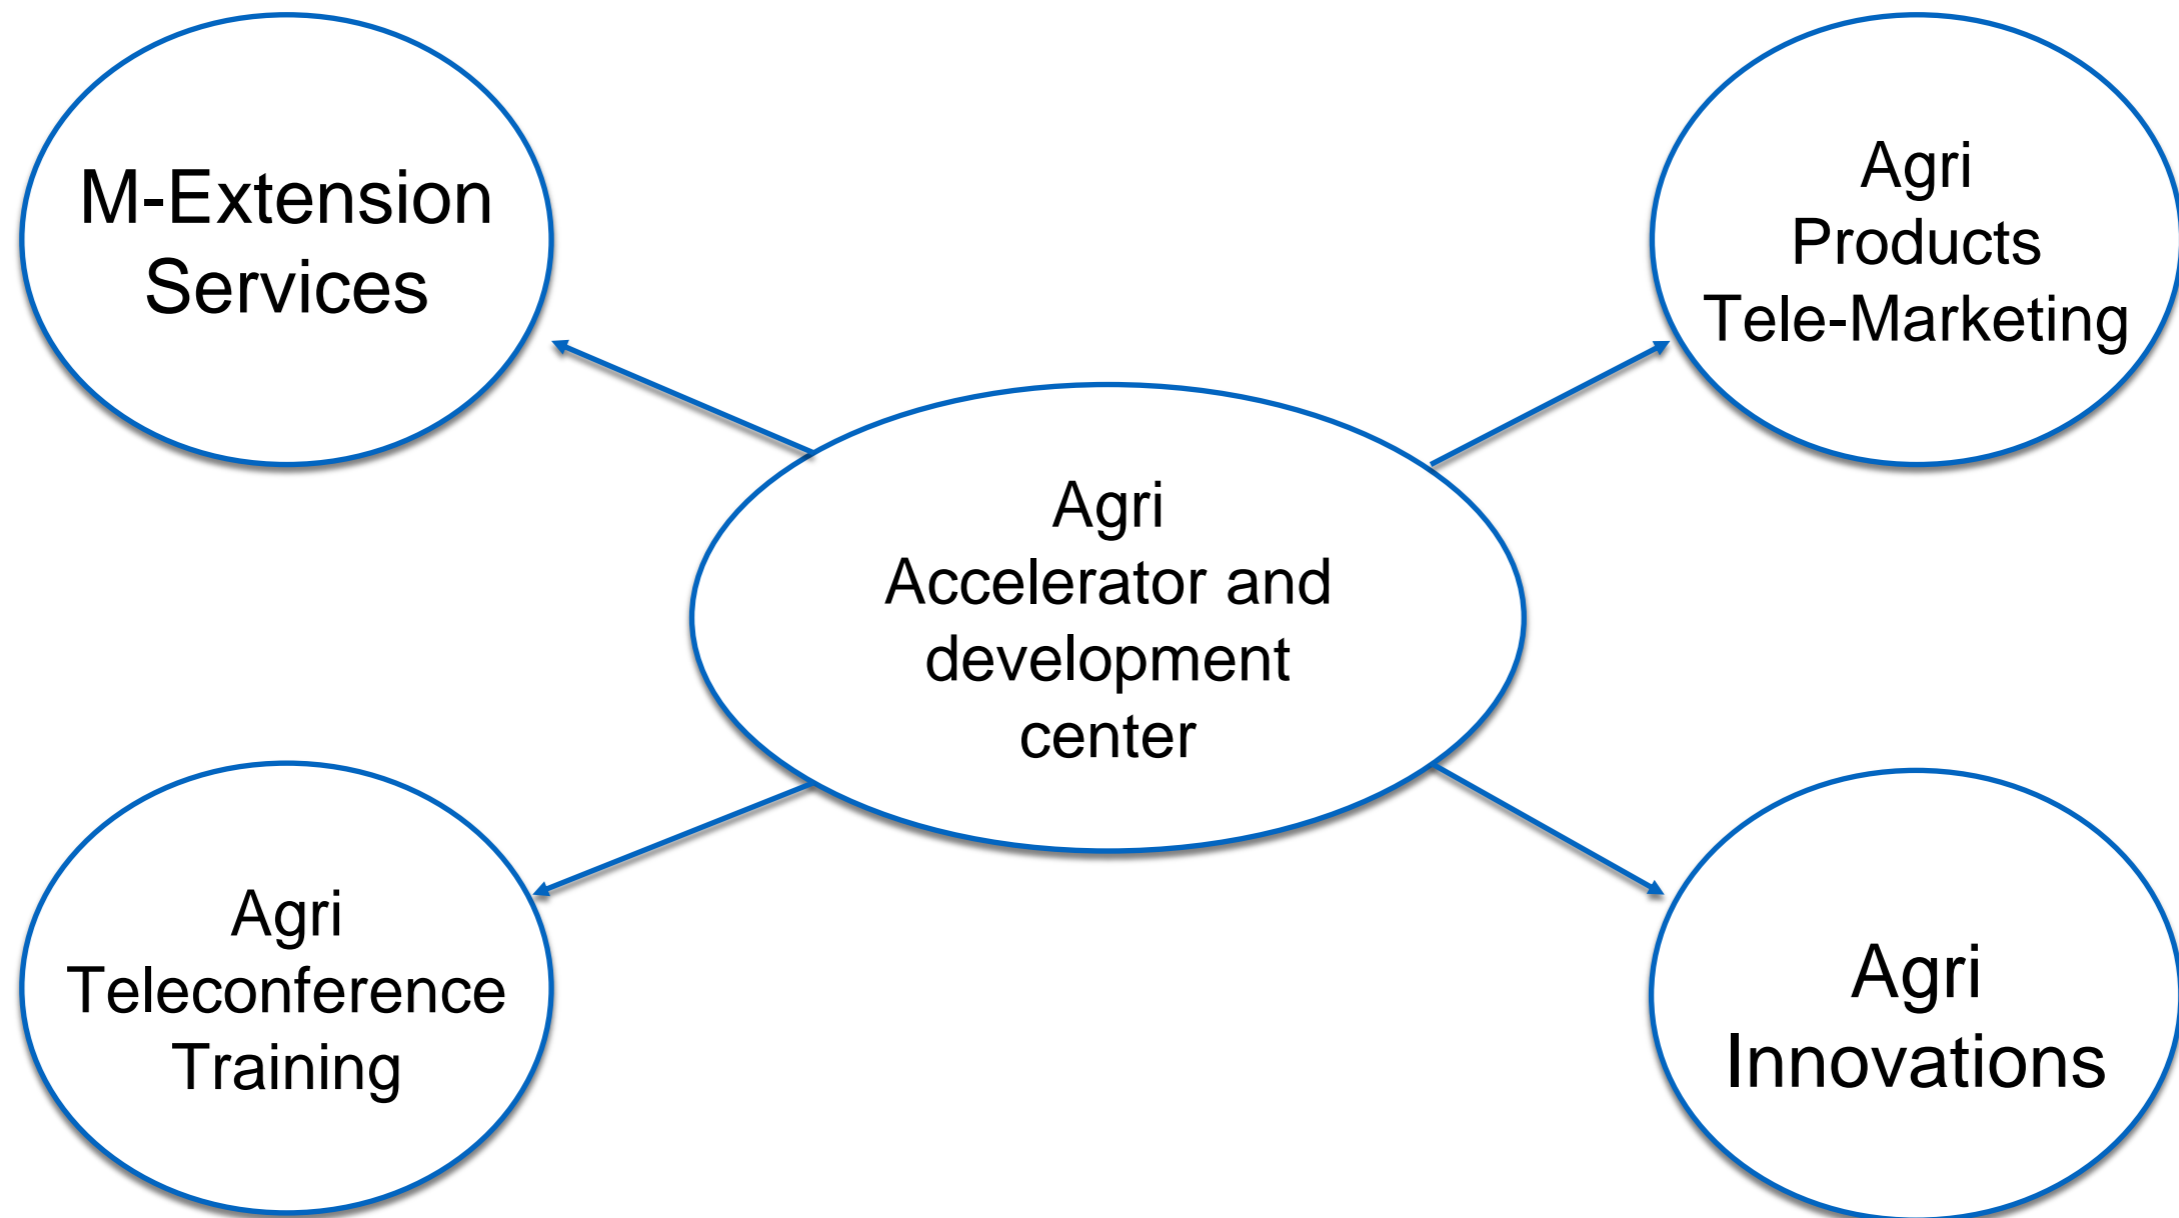 M-Extension
Services
Agri
Products
Tele-Marketing
Agri
Accelerator and
development
center
Agri
Teleconference
Training
Agri
Innovations